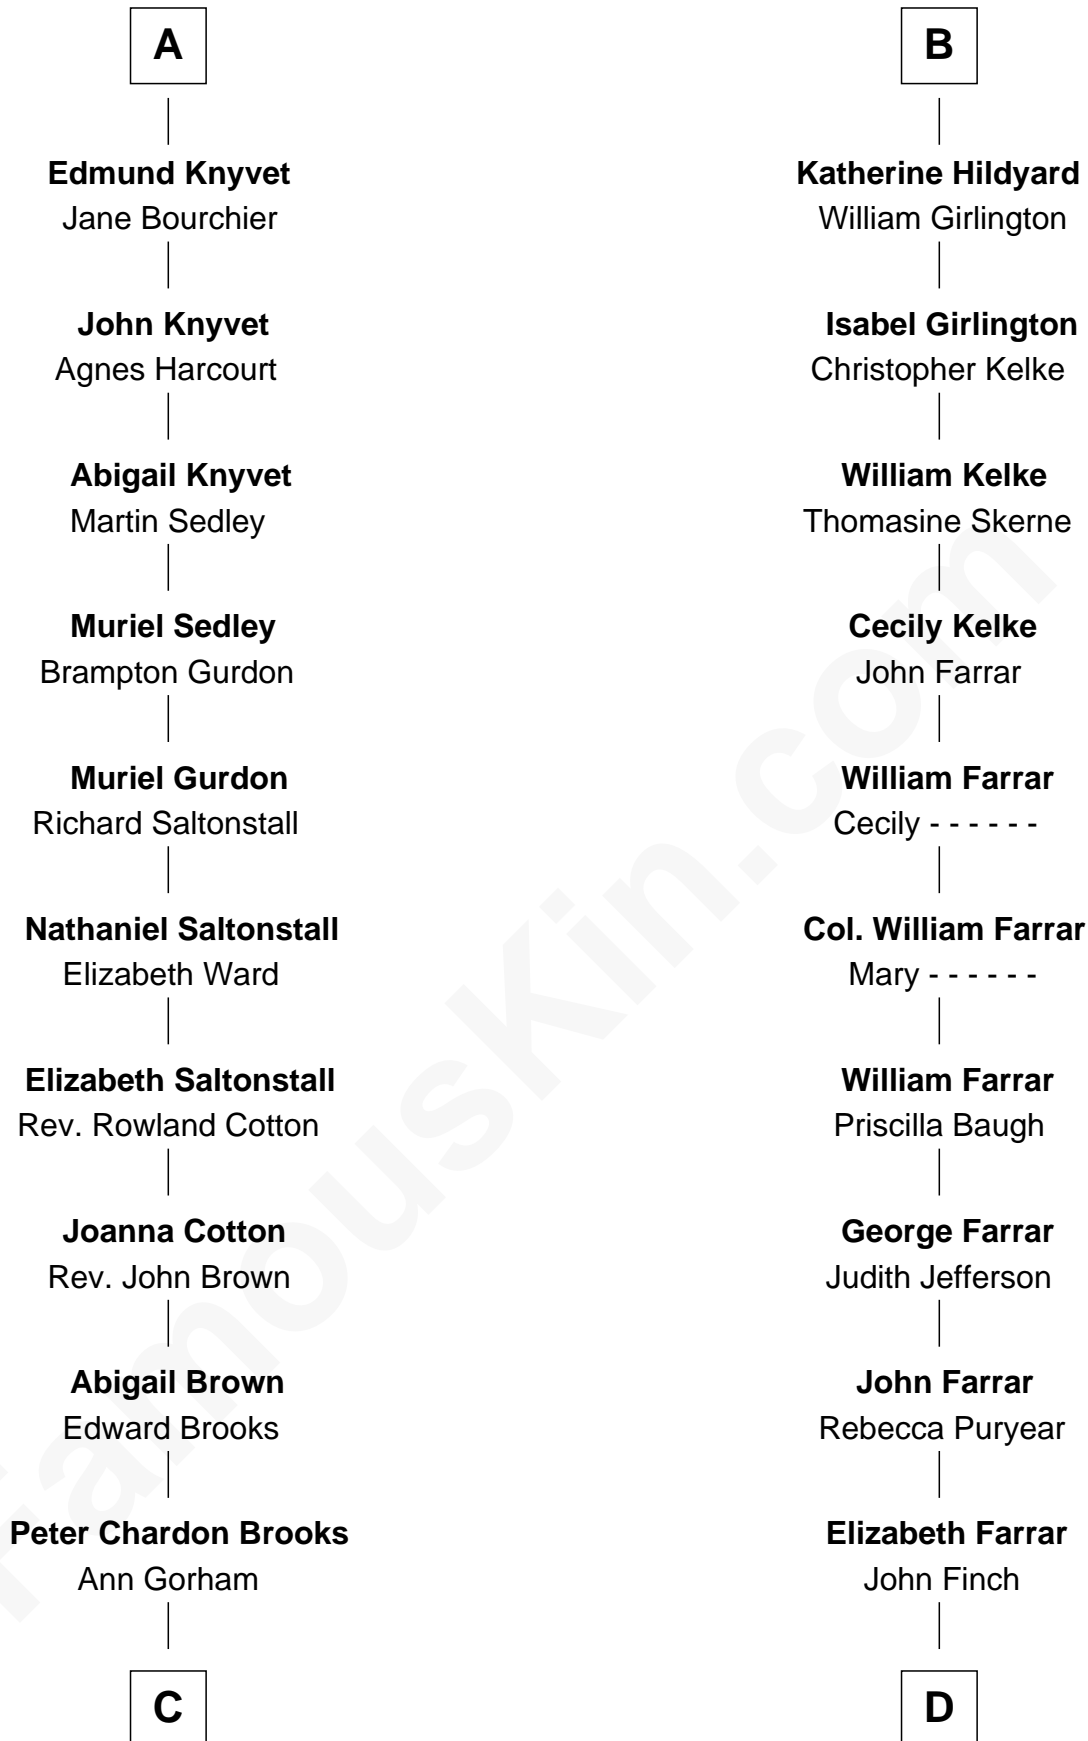 A
Edmund Knyvet
Jane Bourchier
John Knyvet
Agnes Harcourt
Abigail Knyvet
Martin Sedley
Muriel Sedley
Brampton Gurdon
Muriel Gurdon
Richard Saltonstall
Nathaniel Saltonstall
Elizabeth Ward
Elizabeth Saltonstall
Rev. Rowland Cotton
Joanna Cotton
Rev. John Brown
Abigail Brown
Edward Brooks
Peter Chardon Brooks
Ann Gorham
C
B
Katherine Hildyard
William Girlington
Isabel Girlington
Christopher Kelke
William Kelke
Thomasine Skerne
Cecily Kelke
John Farrar
William Farrar
Cecily - - - - - -
Col. William Farrar
Mary - - - - - -
William Farrar
Priscilla Baugh
George Farrar
Judith Jefferson
John Farrar
Rebecca Puryear
Elizabeth Farrar
John Finch
D
FamousKin.com